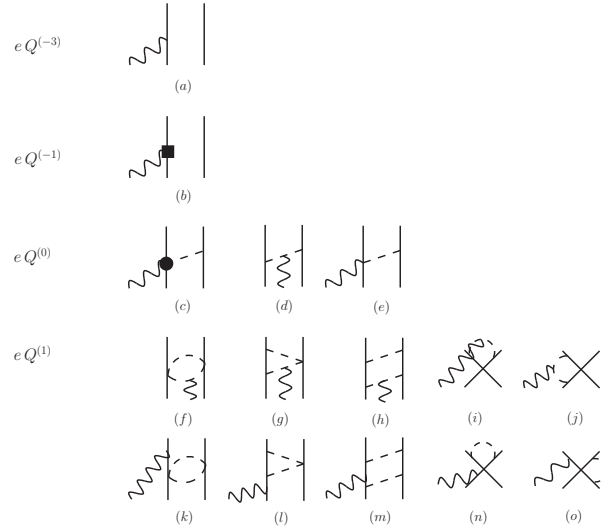 e Q^{(−3)}
(a)
e Q^{(−1)}
(b)
e Q^{(0)}
(c) (d) (e)
e Q^{(1)}
(f) (g) (h) (i) (j)
(k) (l) (m) (n) (o)